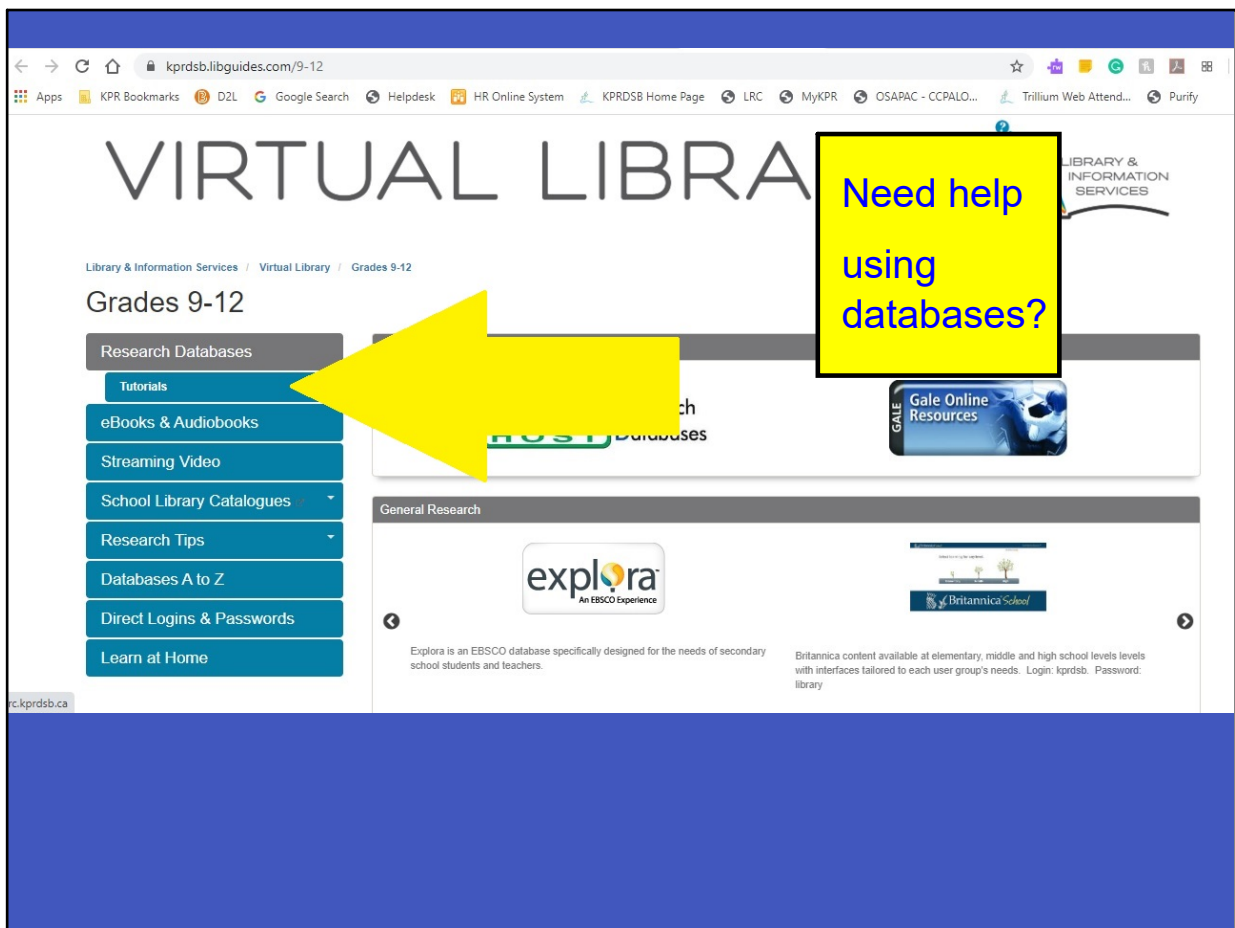 kprdsb.libguides.com/9-12
Apps KPR Bookmarks D2L Google Search Helpdesk HR Online System KPRDSB Home Page LRC MyKPR OSAPAC - CCPALO... Trillium Web Attend... Purify
VIRTUAL LIBRA
LIBRARY &
INFORMATION
SERVICES
Need help
using
databases?
Library & Information Services / Virtual Library / Grades 9-12
Grades 9-12
Research Databases
Tutorials
eBooks & Audiobooks
Streaming Video
School Library Catalogues
Research Tips
Databases A to Z
Direct Logins & Passwords
Learn at Home
ch
HOST Databases
GALE
Gale Online
Resources
General Research
explora
An EBSCO Experience
Britannica School
Explora is an EBSCO database specifically designed for the needs of secondary
school students and teachers.
Britannica content available at elementary, middle and high school levels levels
with interfaces tailored to each user group's needs. Login: kprdsb. Password:
library
rc.kprdsb.ca